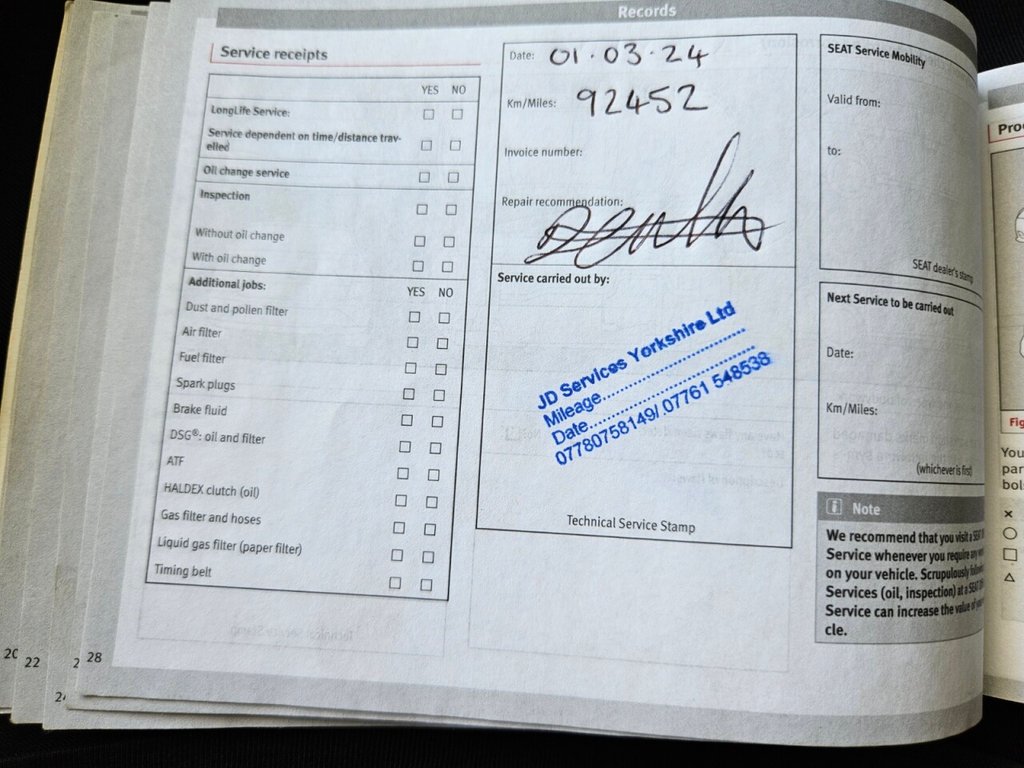 Records
Service receipts
YES NO
LongLife Service:
Service dependent on time/distance trav-
elled
Oil change service
Inspection
Without oil change
With oil change
Additional jobs: YES NO
Dust and pollen filter
Air filter
Fuel filter
Spark plugs
Brake fluid
DSG®: oil and filter
ATF
HALDEX clutch (oil)
Gas filter and hoses
Liquid gas filter (paper filter)
Timing belt
28
Date: 01·03·24
Km/Miles: 92452
Invoice number:
Repair recommendation:
Service carried out by:
JD Services Yorkshire Ltd
Mileage..........................
Date..............................
07780758149/ 07761 548538
Technical Service Stamp
SEAT Service Mobility
Valid from:
to:
SEAT dealer's stamp
Next Service to be carried out
Date:
Km/Miles:
(whichever is first)
i Note
We recommend that you visit a SEAT
Service whenever you require any
on your vehicle. Scrupulously
Services (oil, inspection) at a SEAT
Service can increase the value of
cle.
20
22
Fig
You
par
bol